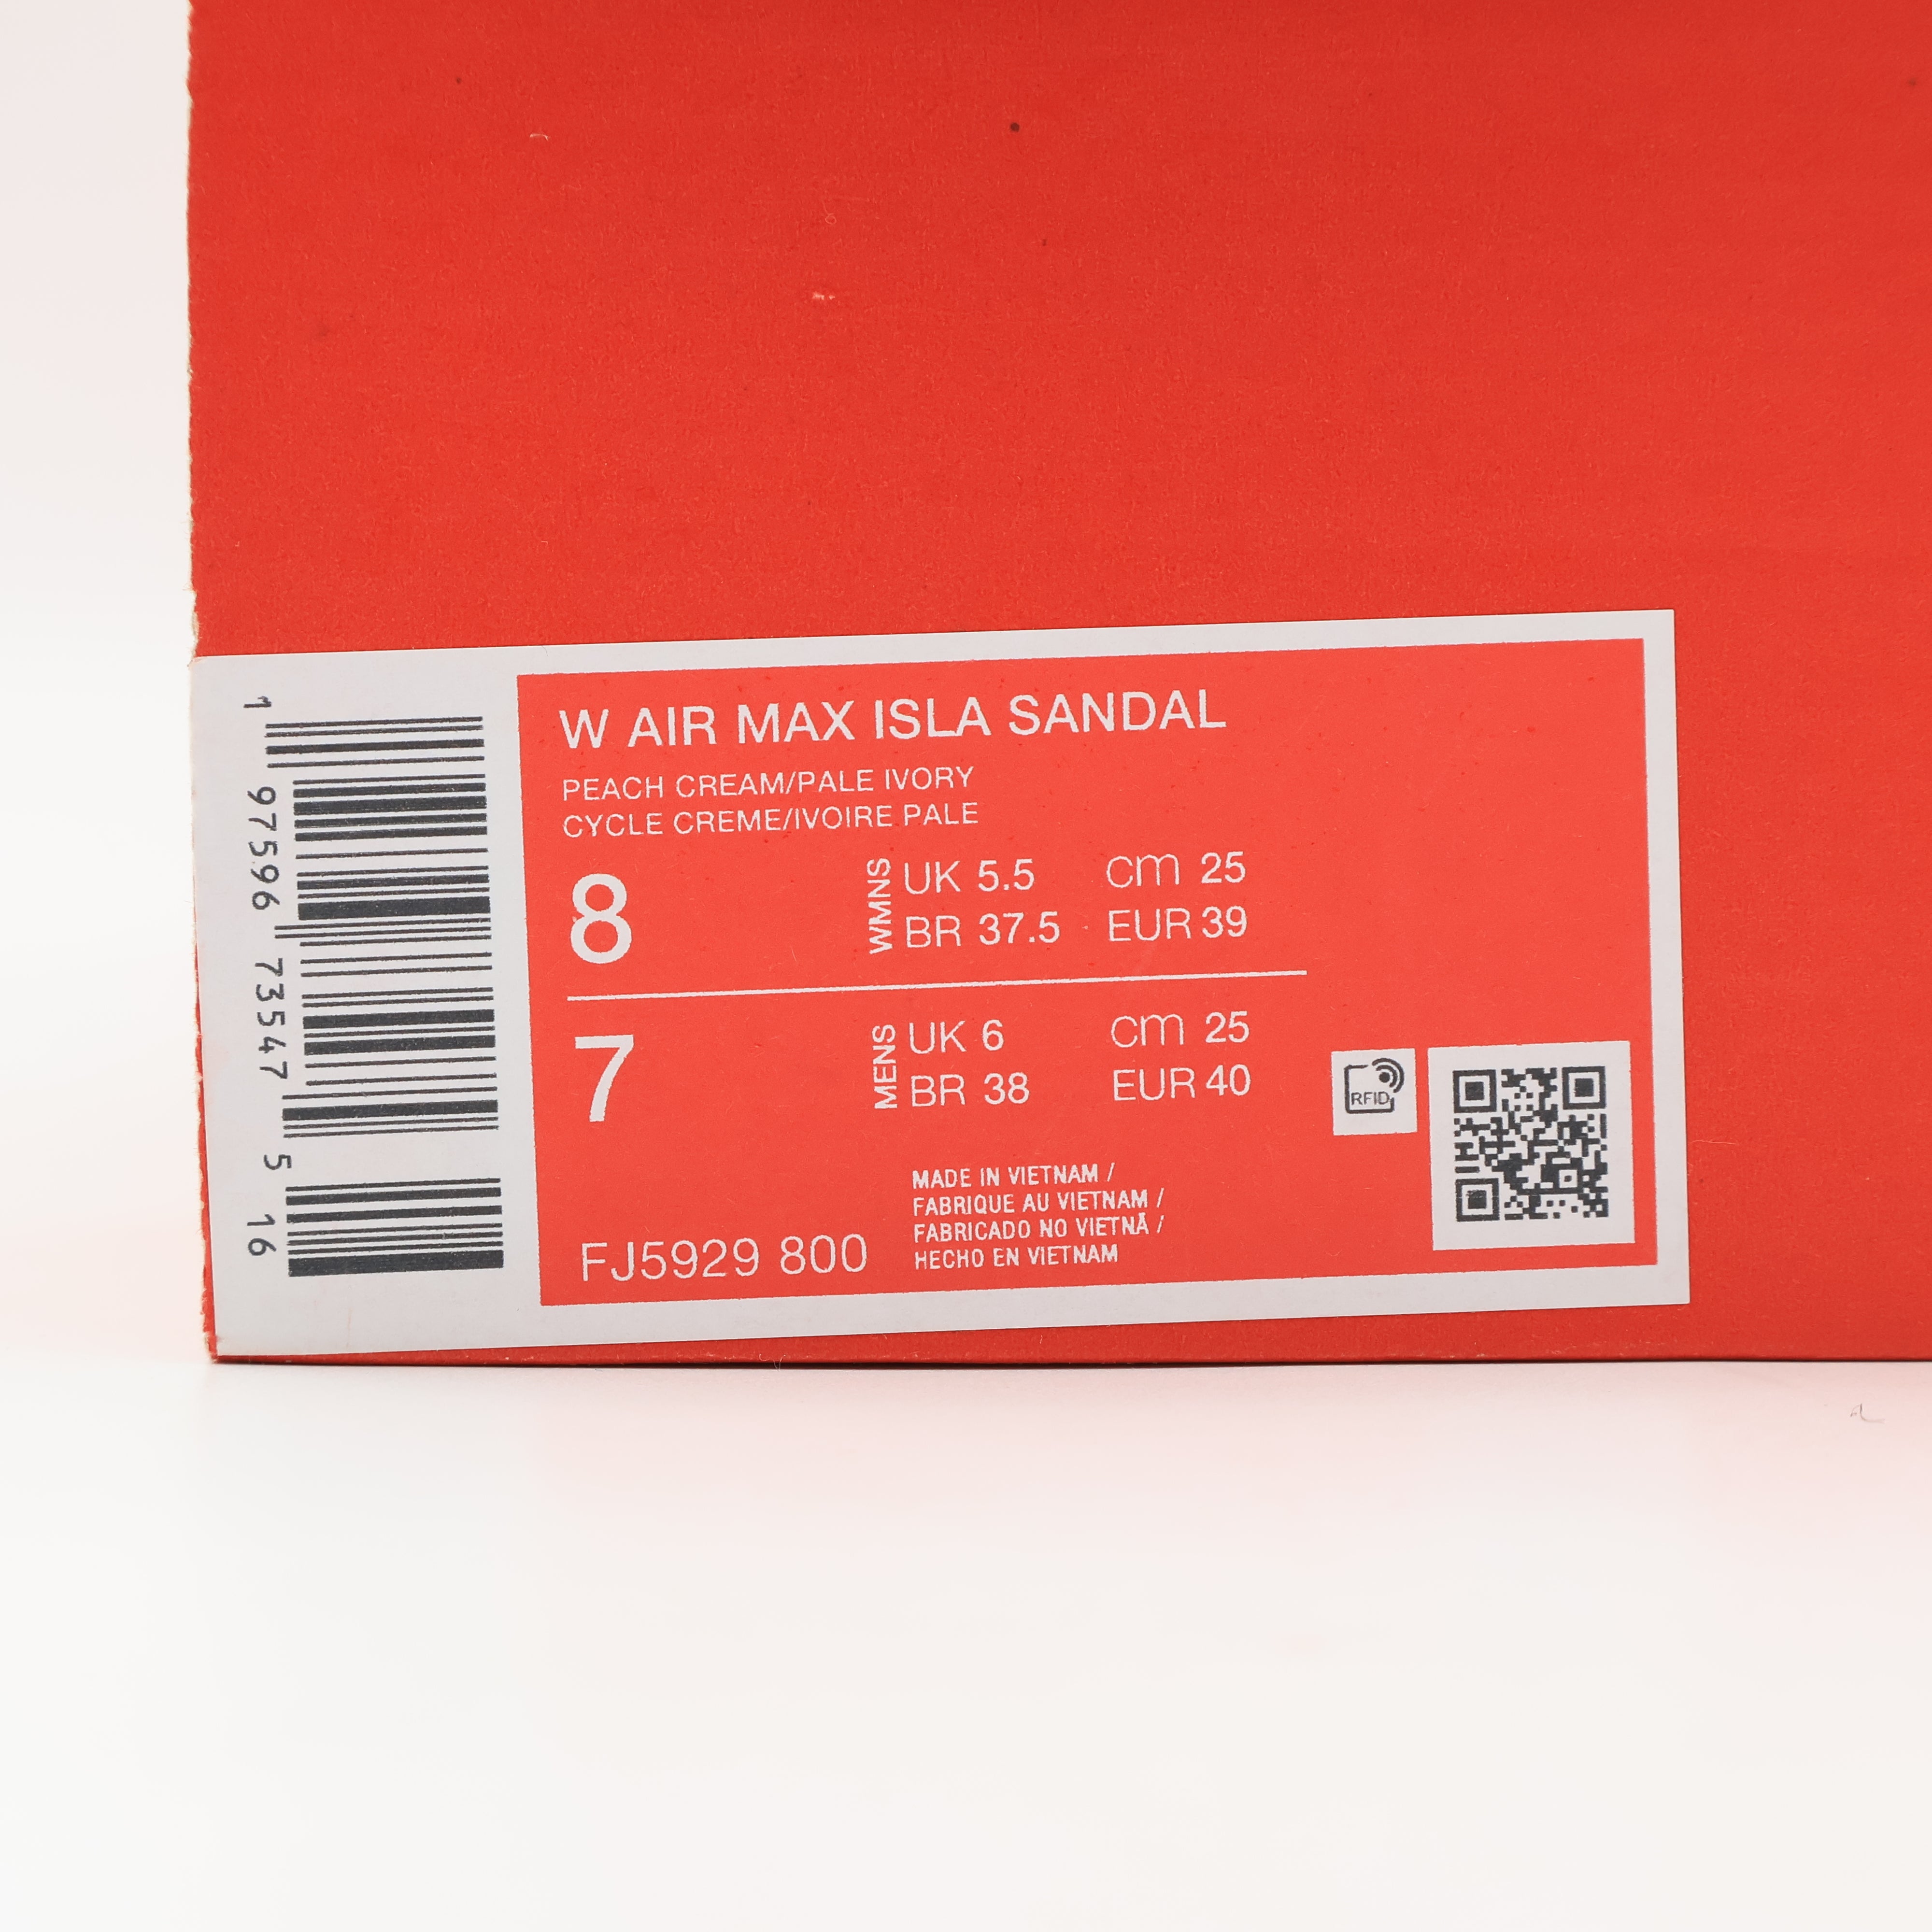 W AIR MAX ISLA SANDAL
PEACH CREAM/PALE IVORY
CYCLE CREME/IVOIRE PALE
8
WMNS
UK 5.5 CM 25
BR 37.5 EUR 39
7
MENS
UK 6 CM 25
BR 38 EUR 40
RFID
MADE IN VIETNAM /
FABRIQUE AU VIETNAM /
FABRICADO NO VIETNÃ /
HECHO EN VIETNAM
FJ5929 800
1 97596 73547 5 16